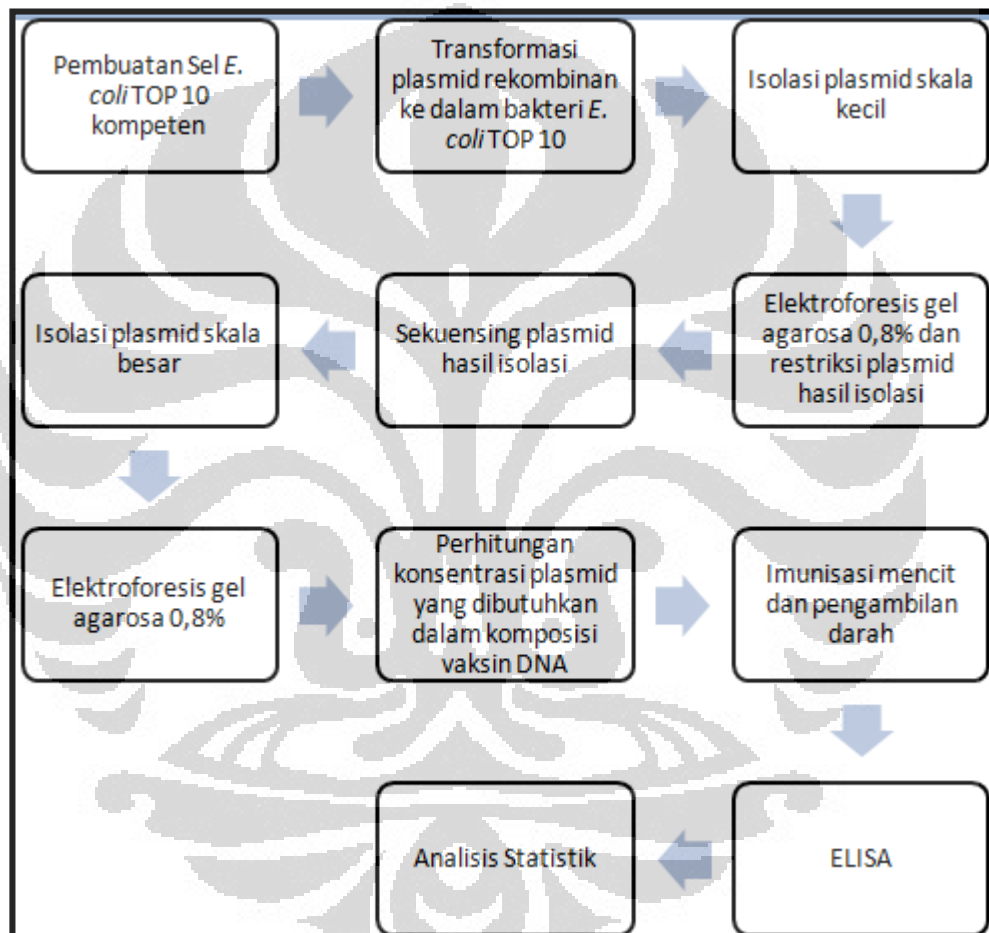 Pembuatan Sel E.
coli TOP 10
kompeten
Transformasi
plasmid rekombinan
ke dalam bakteri E.
coli TOP 10
Isolasi plasmid skala
kecil
Elektroforesis gel
agarosa 0,8% dan
restriksi plasmid
hasil isolasi
Sekuensing plasmid
hasil isolasi
Isolasi plasmid skala
besar
Elektroforesis gel
agarosa 0,8%
Perhitungan
konsentrasi plasmid
yang dibutuhkan
dalam komposisi
vaksin DNA
Imunisasi mencit
dan pengambilan
darah
ELISA
Analisis Statistik